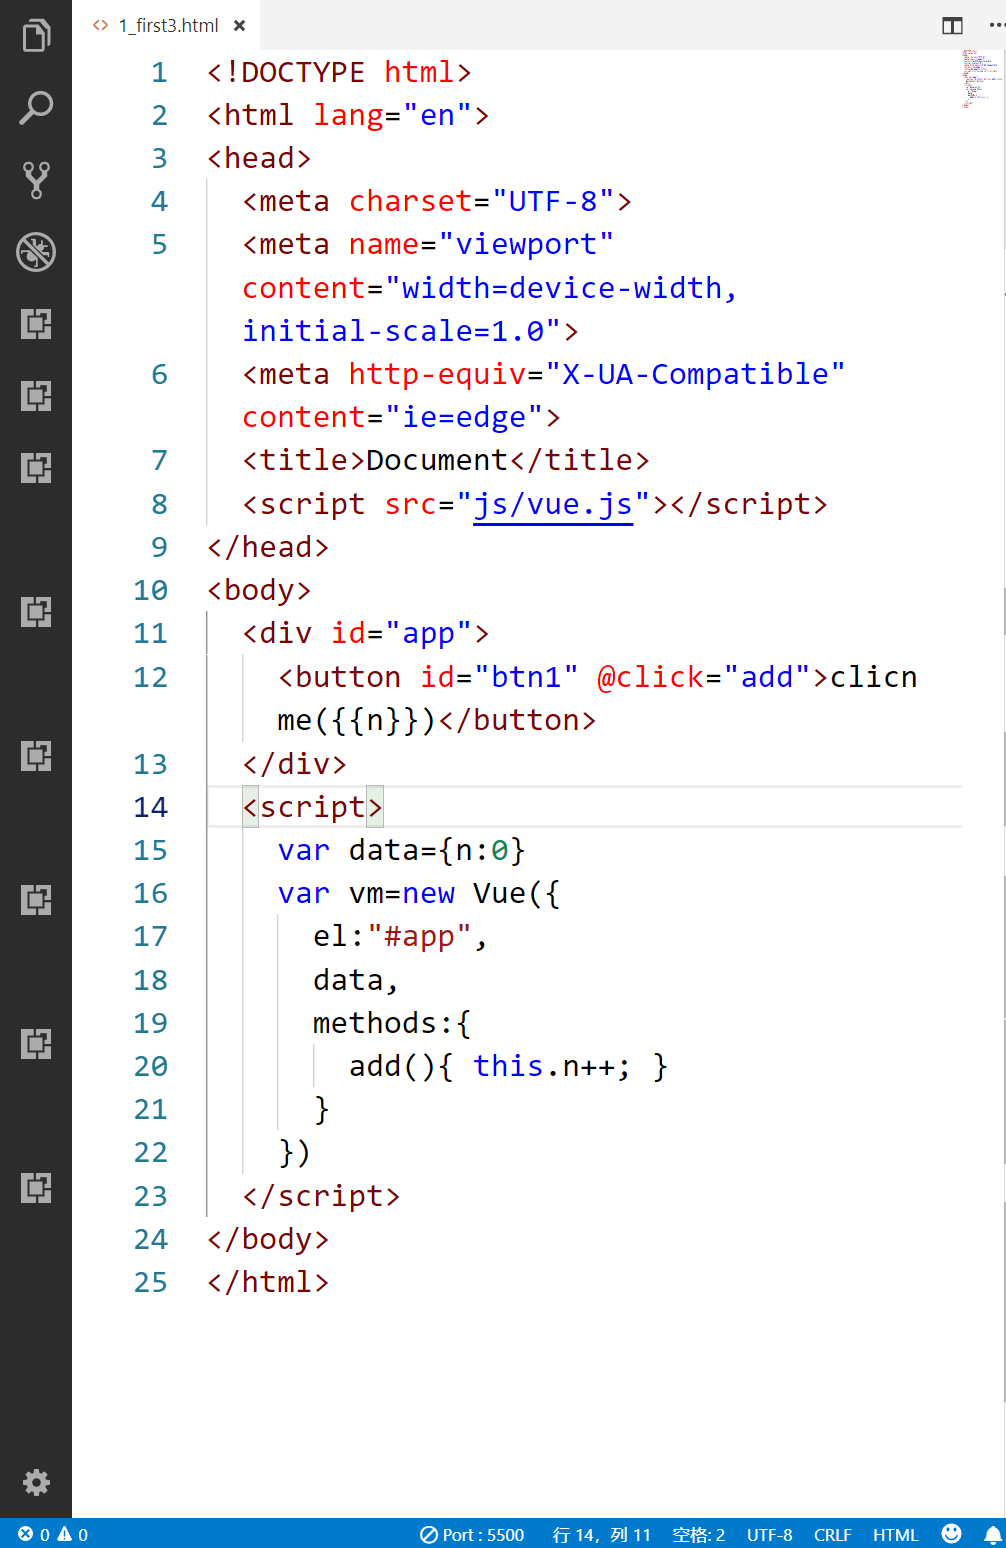 <> 1_first3.html ×
1 <!DOCTYPE html>
2 <html lang="en">
3 <head>
4 <meta charset="UTF-8">
5 <meta name="viewport"
content="width=device-width,
initial-scale=1.0">
6 <meta http-equiv="X-UA-Compatible"
content="ie=edge">
7 <title>Document</title>
8 <script src="js/vue.js"></script>
9 </head>
10 <body>
11 <div id="app">
12 <button id="btn1" @click="add">clicn
me({{n}})</button>
13 </div>
14 <script>
15 var data={n:0}
16 var vm=new Vue({
17 el:"#app",
18 data,
19 methods:{
20 add(){ this.n++; }
21 }
22 })
23 </script>
24 </body>
25 </html>
0 0 Port : 5500 行 14，列 11 空格: 2 UTF-8 CRLF HTML